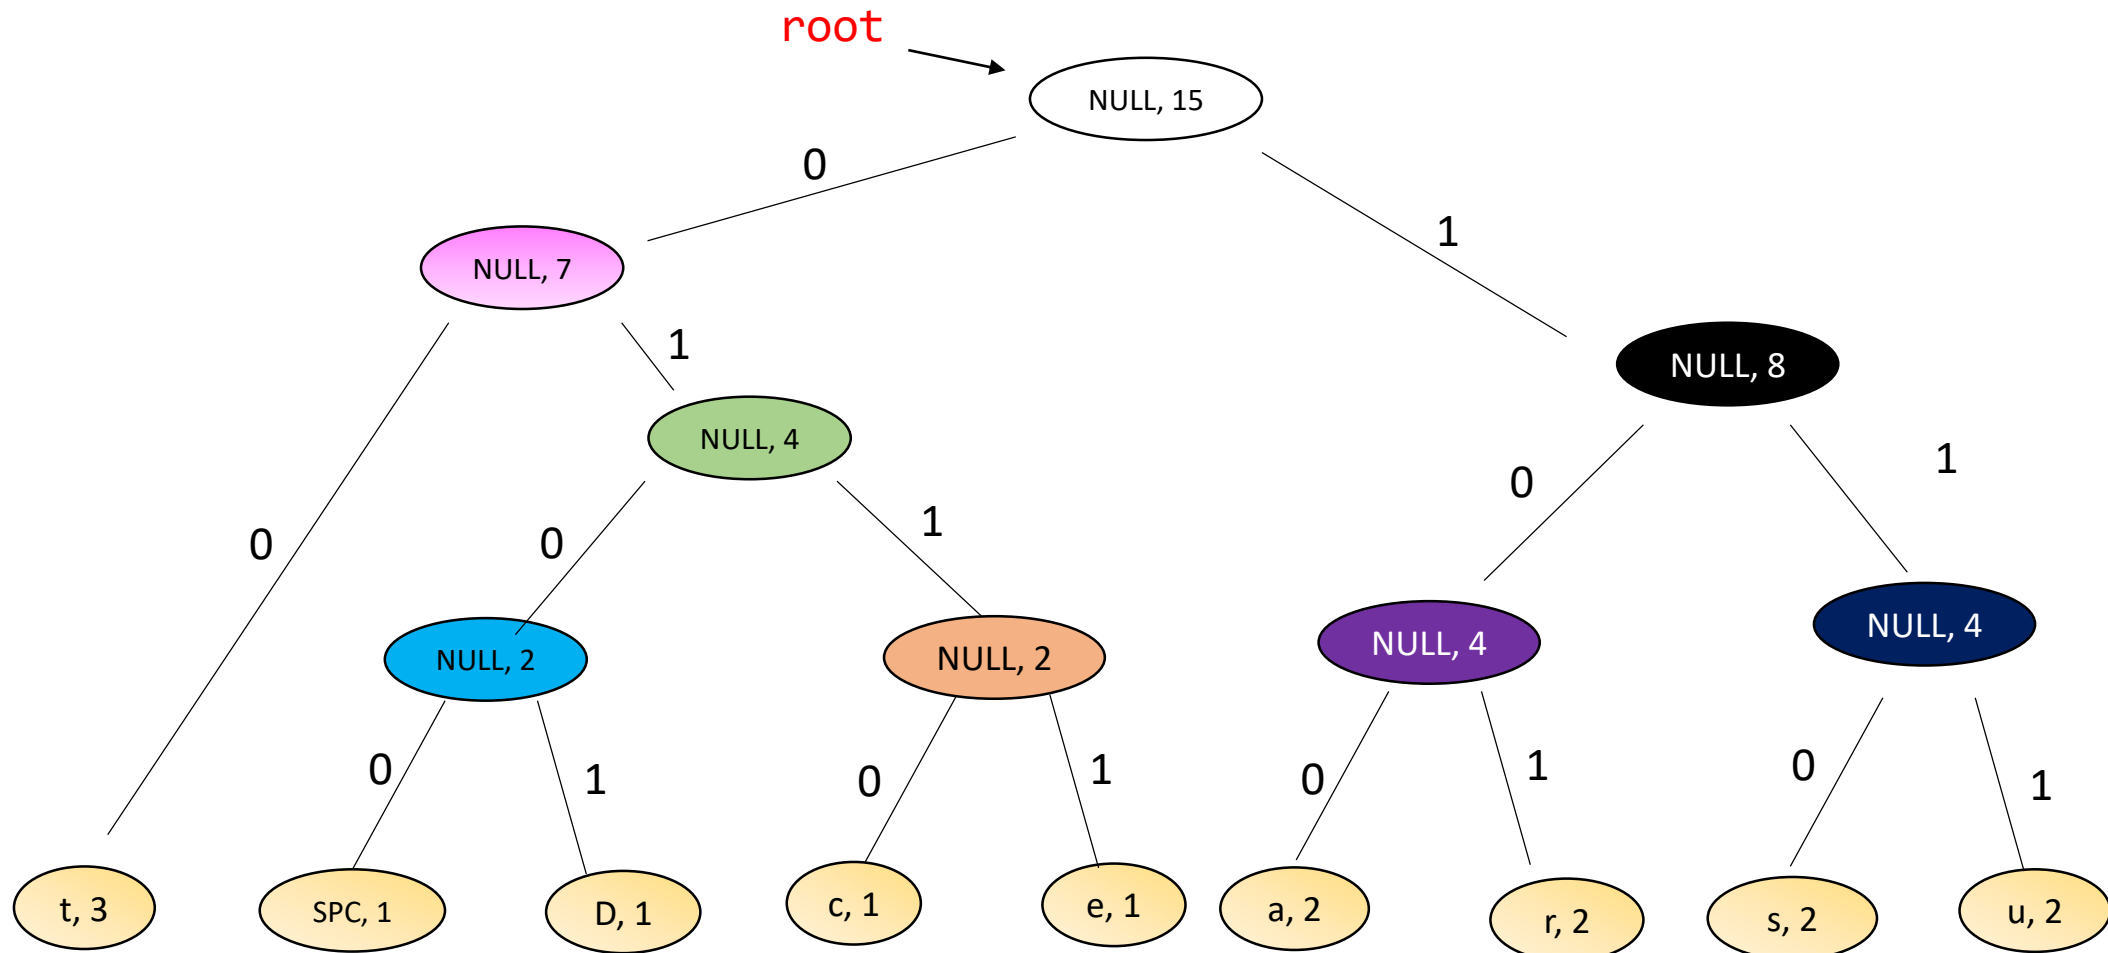 root
NULL, 15
0
1
NULL, 7
1
NULL, 8
NULL, 4
0
1
0
0
1
NULL, 2
NULL, 2
NULL, 4
NULL, 4
0
1
0
1
0
1
0
1
t, 3
SPC, 1
D, 1
c, 1
e, 1
a, 2
r, 2
s, 2
u, 2